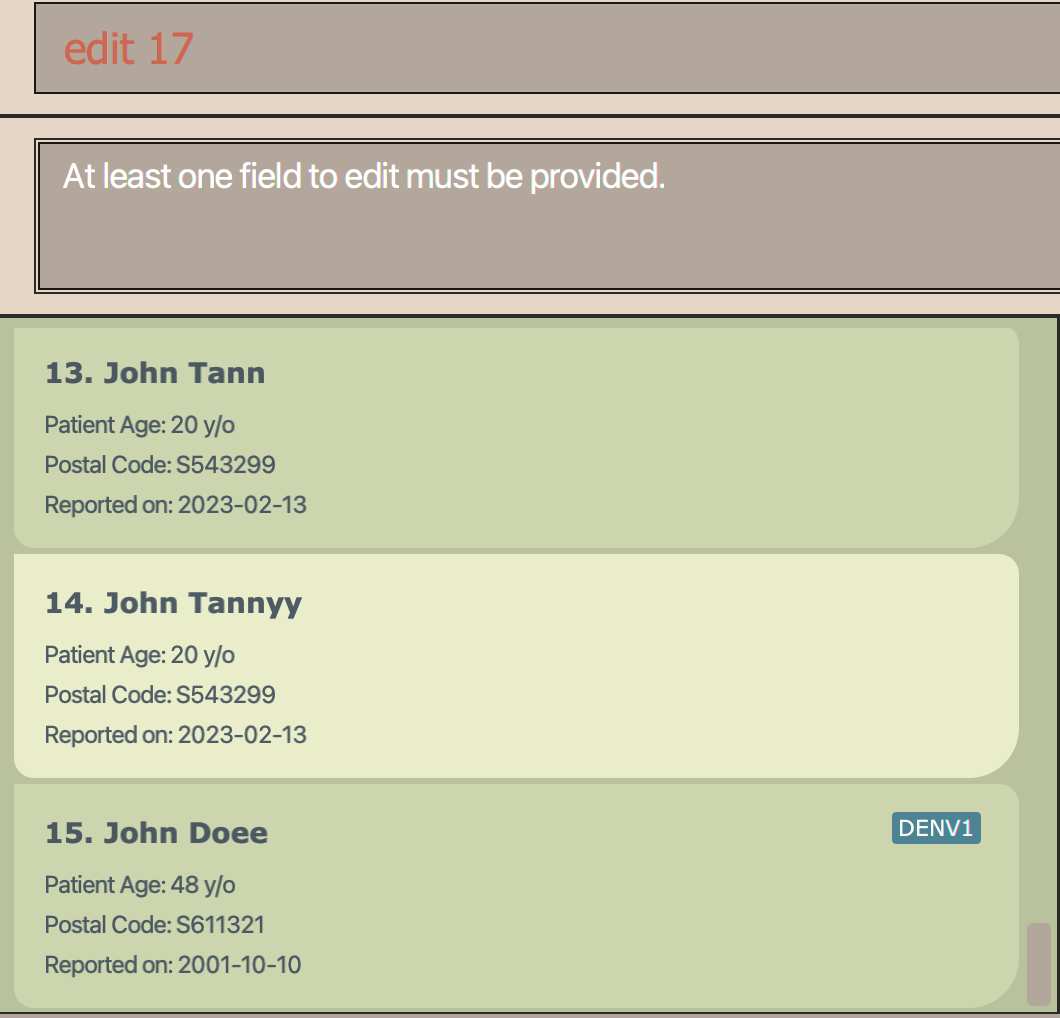 edit 17
At least one field to edit must be provided.
13. John Tann
Patient Age: 20 y/o
Postal Code: S543299
Reported on: 2023-02-13
14. John Tannyy
Patient Age: 20 y/o
Postal Code: S543299
Reported on: 2023-02-13
15. John Doee
DENV1
Patient Age: 48 y/o
Postal Code: S611321
Reported on: 2001-10-10